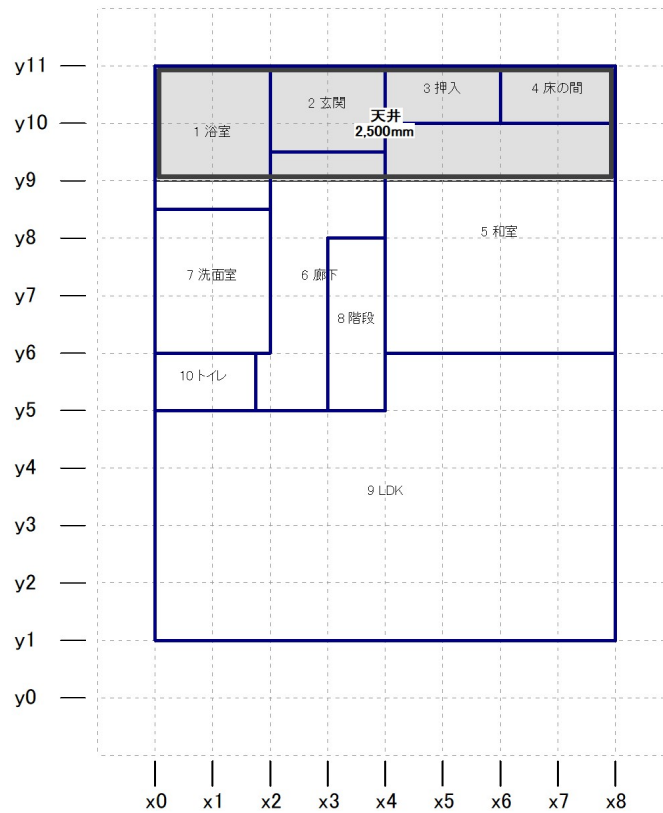 y11
3 押入
4 床の間
2 玄関
天井
y10
2,500mm
1 浴室
y9
y8
5 和室
7 洗面室
6 廊下
y7
8 階段
y6
10 トイレ
y5
y4
9 LDK
y3
y2
y1
y0
x0 x1 x2 x3 x4 x5 x6 x7 x8